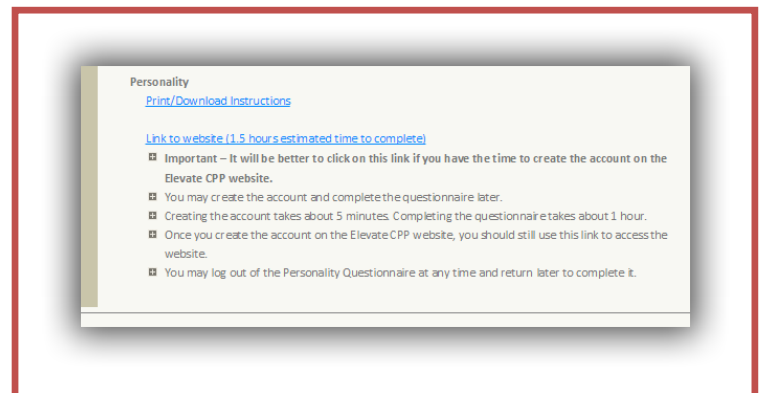 Personality
Print/Download Instructions
Link to website (1.5 hours estimated time to complete)
Important – It will be better to click on this link if you have the time to create the account on the
Elevate CPP website.
You may create the account and complete the questionnaire later.
Creating the account takes about 5 minutes. Completing the questionnaire takes about 1 hour.
Once you create the account on the Elevate CPP website, you should still use this link to access the
website.
You may log out of the Personality Questionnaire at any time and return later to complete it.